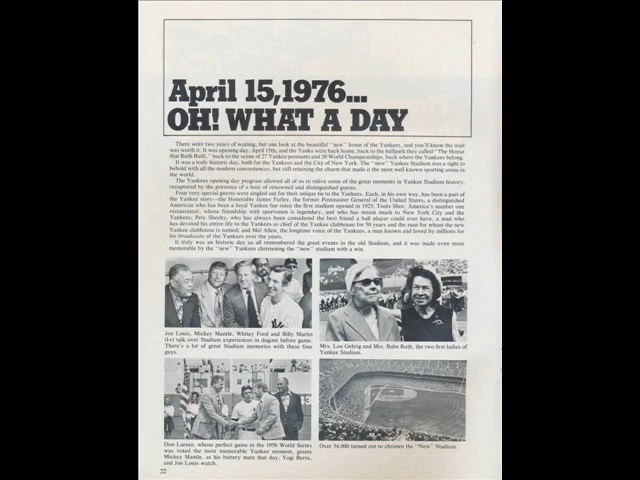 April 15,1976...
OH! WHAT A DAY
There were two years of waiting, but one look at the beautiful "new" home of the Yankees, and you'll know the wait
was worth it. It was opening day, April 15th, and the Yanks were back home, back to the ballpark they called "The House
that Ruth Built," back to the scene of 27 Yankee pennants and 20 World Championships, back where the Yankees belong.
It was a truly historic day, both for the Yankees and the City of New York. The "new" Yankee Stadium was a sight to
behold with all the modern conveniences, but still retaining the charm that made it the most well known sporting arena in
the world.
The Yankees opening day program allowed all of us to relive some of the great moments in Yankee Stadium history,
recaptured by the presence of a host of renowned and distinguished guests.
Four very special guests were singled out for their unique tie to the Yankees. Each, in his own way, has been a part of
the Yankee story—the Honorable James Farley, the former Postmaster General of the United States, a distinguished
American who has been a loyal Yankee fan since the first stadium opened in 1923; Toots Shor, America's number one
restaurateur, whose friendship with sportsmen is legendary, and who has meant much to New York City and the
Yankees; Pete Sheehy, who has always been considered the best friend a ball player could ever have, a man who
has devoted his entire life to the Yankees as chief of the Yankee clubhouse for 50 years and the man for whom the new
Yankee clubhouse is named; and Mel Allen, the longtime voice of the Yankees, a man known and loved by millions for
his broadcasts of the Yankees over the years.
It truly was an historic day as all remembered the great events in the old Stadium, and it was made even more
memorable by the "new" Yankees christening the "new" stadium with a win.
Joe Louis, Mickey Mantle, Whitey Ford and Billy Martin
(l-r) talk over Stadium experiences in dugout before game.
There's a lot of great Stadium memories with these four
guys.
Mrs. Lou Gehrig and Mrs. Babe Ruth, the two first ladies of
Yankee Stadium.
Don Larsen, whose perfect game in the 1956 World Series
was voted the most memorable Yankee moment, greets
Mickey Mantle, as his battery mate that day, Yogi Berra,
and Joe Louis watch.
Over 54,000 turned out to christen the "New" Stadium.
22